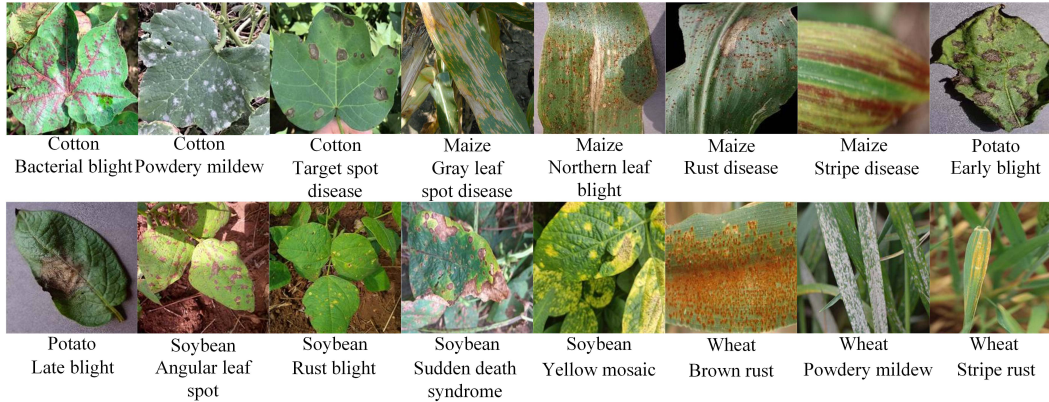 Cotton
Bacterial blight
Cotton
Powdery mildew
Cotton
Target spot
disease
Maize
Gray leaf
spot disease
Maize
Northern leaf
blight
Maize
Rust disease
Maize
Stripe disease
Potato
Early blight
Potato
Late blight
Soybean
Angular leaf
spot
Soybean
Rust blight
Soybean
Sudden death
syndrome
Soybean
Yellow mosaic
Wheat
Brown rust
Wheat
Powdery mildew
Wheat
Stripe rust